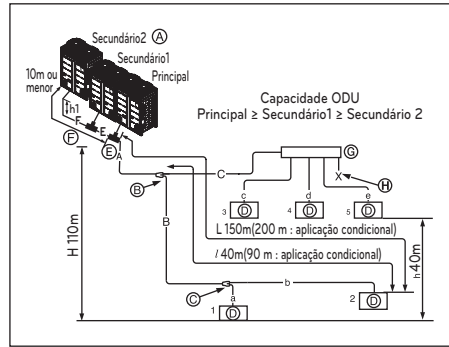 Secundário2 Ⓐ
Secundário1
Principal
10m ou
menor
h1
F
E
Ⓕ
Ⓔ
A
Capacidade ODU
Principal ≥ Secundário1 ≥ Secundário 2
C
Ⓖ
Ⓑ
X
Ⓗ
c
d
e
3 Ⓓ
4 Ⓓ
5 Ⓓ
H 110m
B
L 150m(200 m : aplicação condicional)
l 40m(90 m : aplicação condicional)
h 40m
Ⓒ
b
a
1 Ⓓ
2 Ⓓ